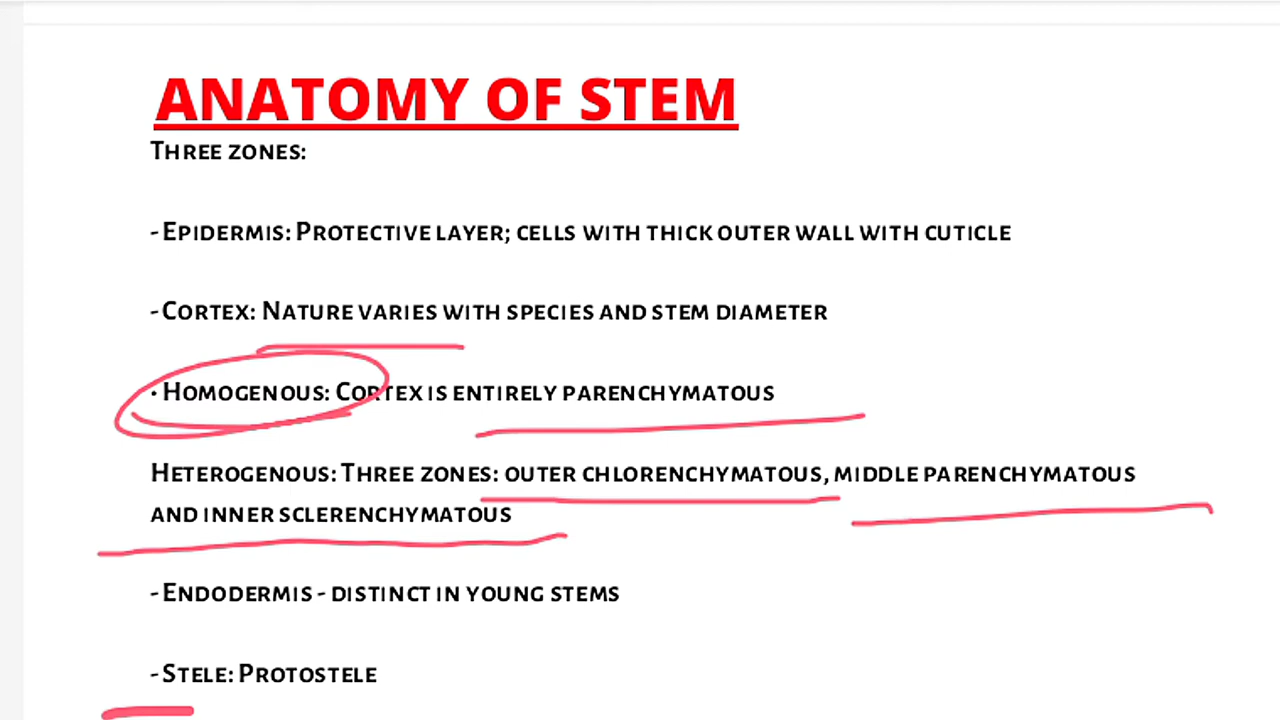 ANATOMY OF STEM
Three zones:
- Epidermis: Protective layer; cells with thick outer wall with cuticle
- Cortex: Nature varies with species and stem diameter
· Homogenous: Cortex is entirely parenchymatous
Heterogenous: Three zones: outer chlorenchymatous, middle parenchymatous
and inner sclerenchymatous
- Endodermis - distinct in young stems
- Stele: Protostele